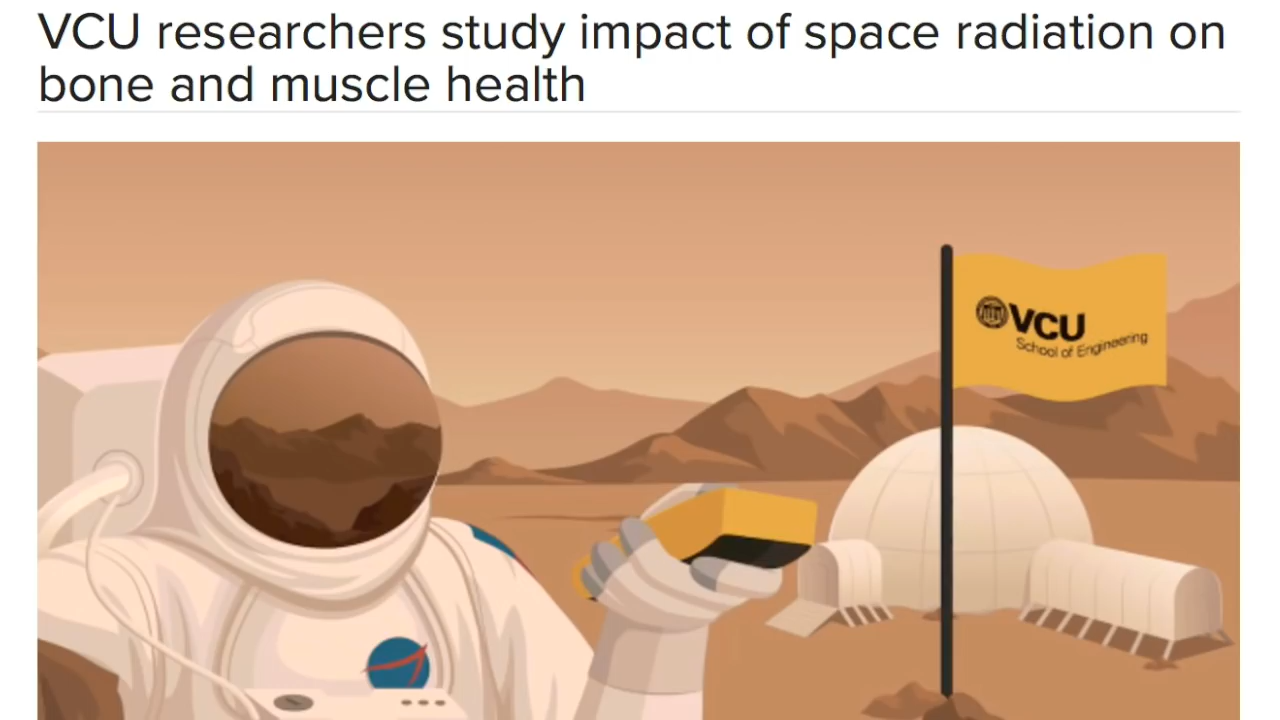 VCU researchers study impact of space radiation on
bone and muscle health
VCU
School of Engineering